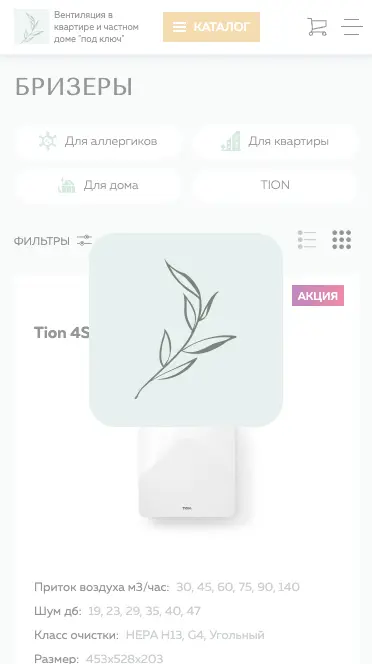 Вентиляция в
квартире и частном
доме "под ключ"
КАТАЛОГ
БРИЗЕРЫ
Для аллергиков
Для квартиры
Для дома
TION
ФИЛЬТРЫ
АКЦИЯ
Tion 4S
TION
Приток воздуха м3/час: 30, 45, 60, 75, 90, 140
Шум дб: 19, 23, 29, 35, 40, 47
Класс очистки: HEPA H13, G4, Угольный
Размер: 453x528x203